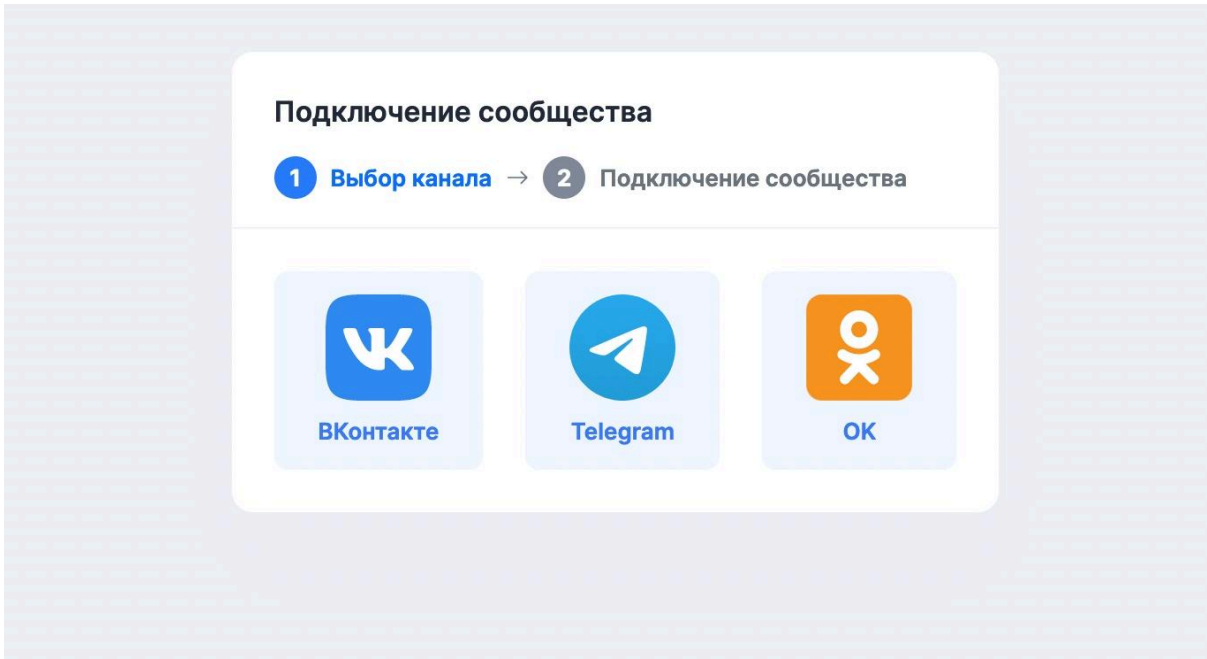 Подключение сообщества
1 Выбор канала → 2 Подключение сообщества
ВКонтакте Telegram OK